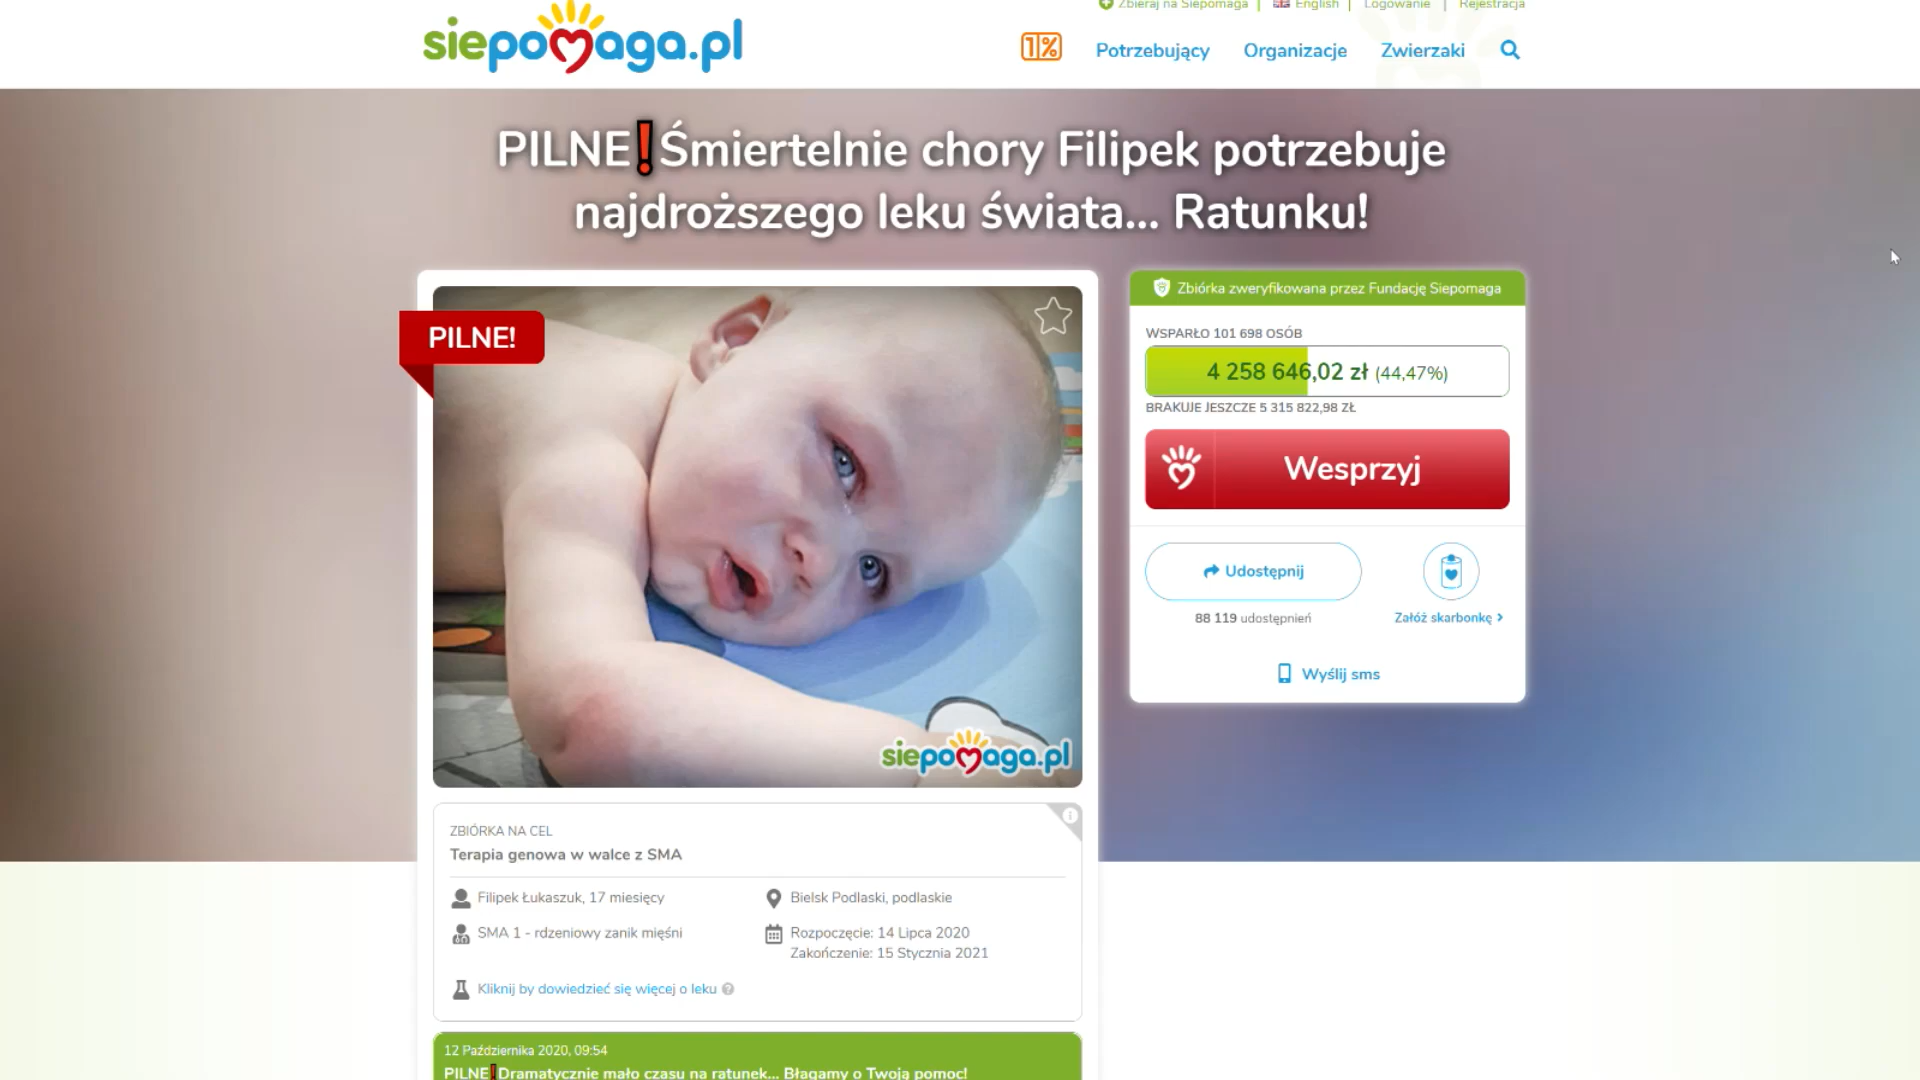 Zbieraj na Siepomaga | English | Logowanie | Rejestracja
siepomaga.pl
1%
Potrzebujący
Organizacje
Zwierzaki
PILNE❗Śmiertelnie chory Filipek potrzebuje
najdroższego leku świata... Ratunku!
PILNE!
siepomaga.pl
Zbiórka zweryfikowana przez Fundację Siepomaga
WSPARŁO 101 698 OSÓB
4 258 646,02 zł (44,47%)
BRAKUJE JESZCZE 5 315 822,98 ZŁ
Wesprzyj
Udostępnij
88 119 udostępnień
Załóż skarbonkę
Wyślij sms
ZBIÓRKA NA CEL
Terapia genowa w walce z SMA
Filipek Łukaszuk, 17 miesięcy
Bielsk Podlaski, podlaskie
SMA 1 - rdzeniowy zanik mięśni
Rozpoczęcie: 14 Lipca 2020
Zakończenie: 15 Stycznia 2021
Kliknij by dowiedzieć się więcej o leku
12 Października 2020, 09:54
PILNE❗Dramatycznie mało czasu na ratunek... Błagamy o Twoją pomoc!